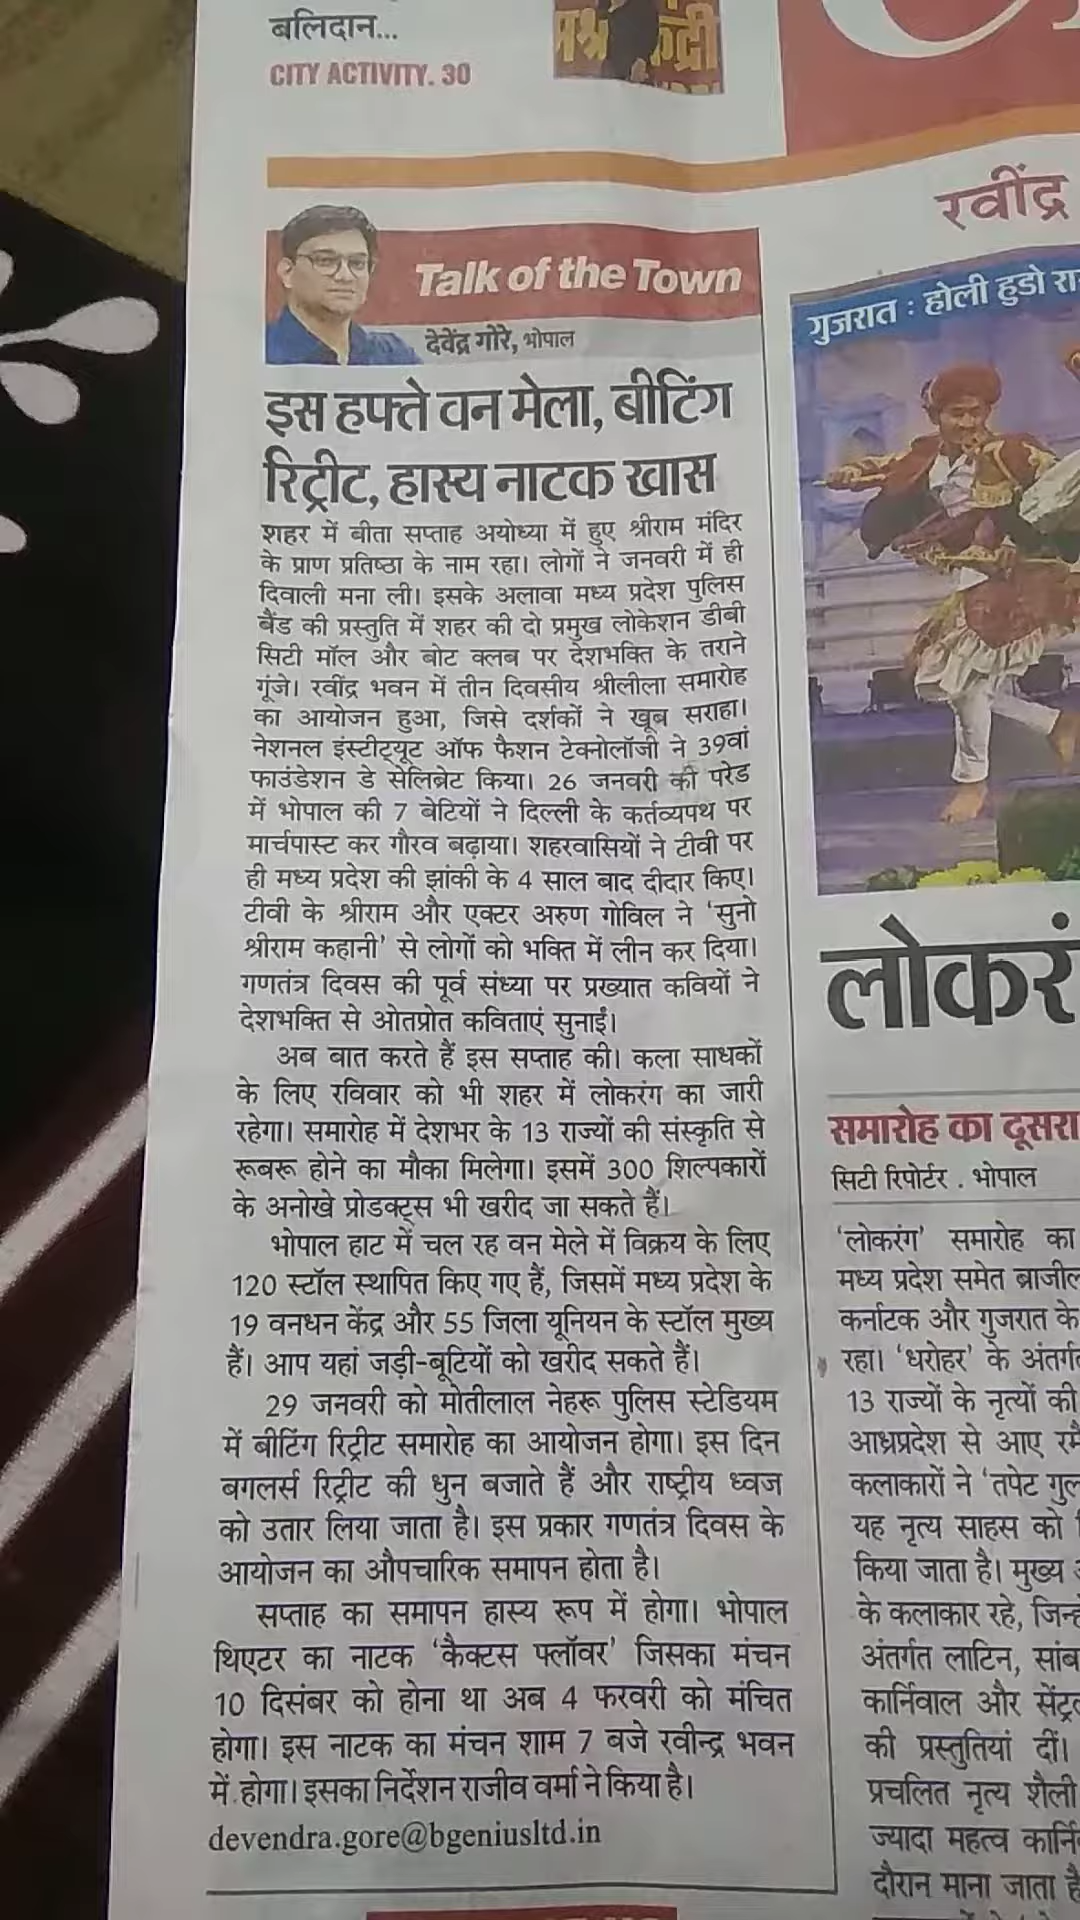 बलिदान...
CITY ACTIVITY. 30
Talk of the Town
देवेंद्र गोरे, भोपाल
इस हफ्ते वन मेला, बीटिंग
रिट्रीट, हास्य नाटक खास
शहर में बीता सप्ताह अयोध्या में हुए श्रीराम मंदिर
के प्राण प्रतिष्ठा के नाम रहा। लोगों ने जनवरी में ही
दिवाली मना ली। इसके अलावा मध्य प्रदेश पुलिस
बैंड की प्रस्तुति में शहर की दो प्रमुख लोकेशन डीबी
सिटी मॉल और बोट क्लब पर देशभक्ति के तराने
गूंजे। रवींद्र भवन में तीन दिवसीय श्रीलीला समारोह
का आयोजन हुआ, जिसे दर्शकों ने खूब सराहा।
नेशनल इंस्टीट्यूट ऑफ फैशन टेक्नोलॉजी ने 39वां
फाउंडेशन डे सेलिब्रेट किया। 26 जनवरी की परेड
में भोपाल की 7 बेटियों ने दिल्ली के कर्तव्यपथ पर
मार्चपास्ट कर गौरव बढ़ाया। शहरवासियों ने टीवी पर
ही मध्य प्रदेश की झांकी के 4 साल बाद दीदार किए।
टीवी के श्रीराम और एक्टर अरुण गोविल ने ‘सुनो
श्रीराम कहानी’ से लोगों को भक्ति में लीन कर दिया।
गणतंत्र दिवस की पूर्व संध्या पर प्रख्यात कवियों ने
देशभक्ति से ओतप्रोत कविताएं सुनाईं।
अब बात करते हैं इस सप्ताह की। कला साधकों
के लिए रविवार को भी शहर में लोकरंग का जारी
रहेगा। समारोह में देशभर के 13 राज्यों की संस्कृति से
रूबरू होने का मौका मिलेगा। इसमें 300 शिल्पकारों
के अनोखे प्रोडक्ट्स भी खरीद जा सकते हैं।
भोपाल हाट में चल रह वन मेले में विक्रय के लिए
120 स्टॉल स्थापित किए गए हैं, जिसमें मध्य प्रदेश के
19 वनधन केंद्र और 55 जिला यूनियन के स्टॉल मुख्य
हैं। आप यहां जड़ी-बूटियों को खरीद सकते हैं।
29 जनवरी को मोतीलाल नेहरू पुलिस स्टेडियम
में बीटिंग रिट्रीट समारोह का आयोजन होगा। इस दिन
बगलर्स रिट्रीट की धुन बजाते हैं और राष्ट्रीय ध्वज
को उतार लिया जाता है। इस प्रकार गणतंत्र दिवस के
आयोजन का औपचारिक समापन होता है।
सप्ताह का समापन हास्य रूप में होगा। भोपाल
थिएटर का नाटक ‘कैक्टस फ्लॉवर’ जिसका मंचन
10 दिसंबर को होना था अब 4 फरवरी को मंचित
होगा। इस नाटक का मंचन शाम 7 बजे रवीन्द्र भवन
में होगा। इसका निर्देशन राजीव वर्मा ने किया है।
devendra.gore@bgeniusltd.in
रवींद्र
गुजरात : होली हुडो
लोकरं
समारोह का दूसरा
सिटी रिपोर्टर . भोपाल
‘लोकरंग’ समारोह का
मध्य प्रदेश समेत ब्राजील
कर्नाटक और गुजरात के
रहा। ‘धरोहर’ के अंतर्गत
13 राज्यों के नृत्यों की
आंध्रप्रदेश से आए
कलाकारों ने ‘तपेट
यह नृत्य साहस को
किया जाता है। मुख्य
के कलाकार रहे,
अंतर्गत लाटिन,
कार्निवाल और
की प्रस्तुतियां दीं।
प्रचलित नृत्य शैली
ज्यादा महत्व
दौरान माना जाता है